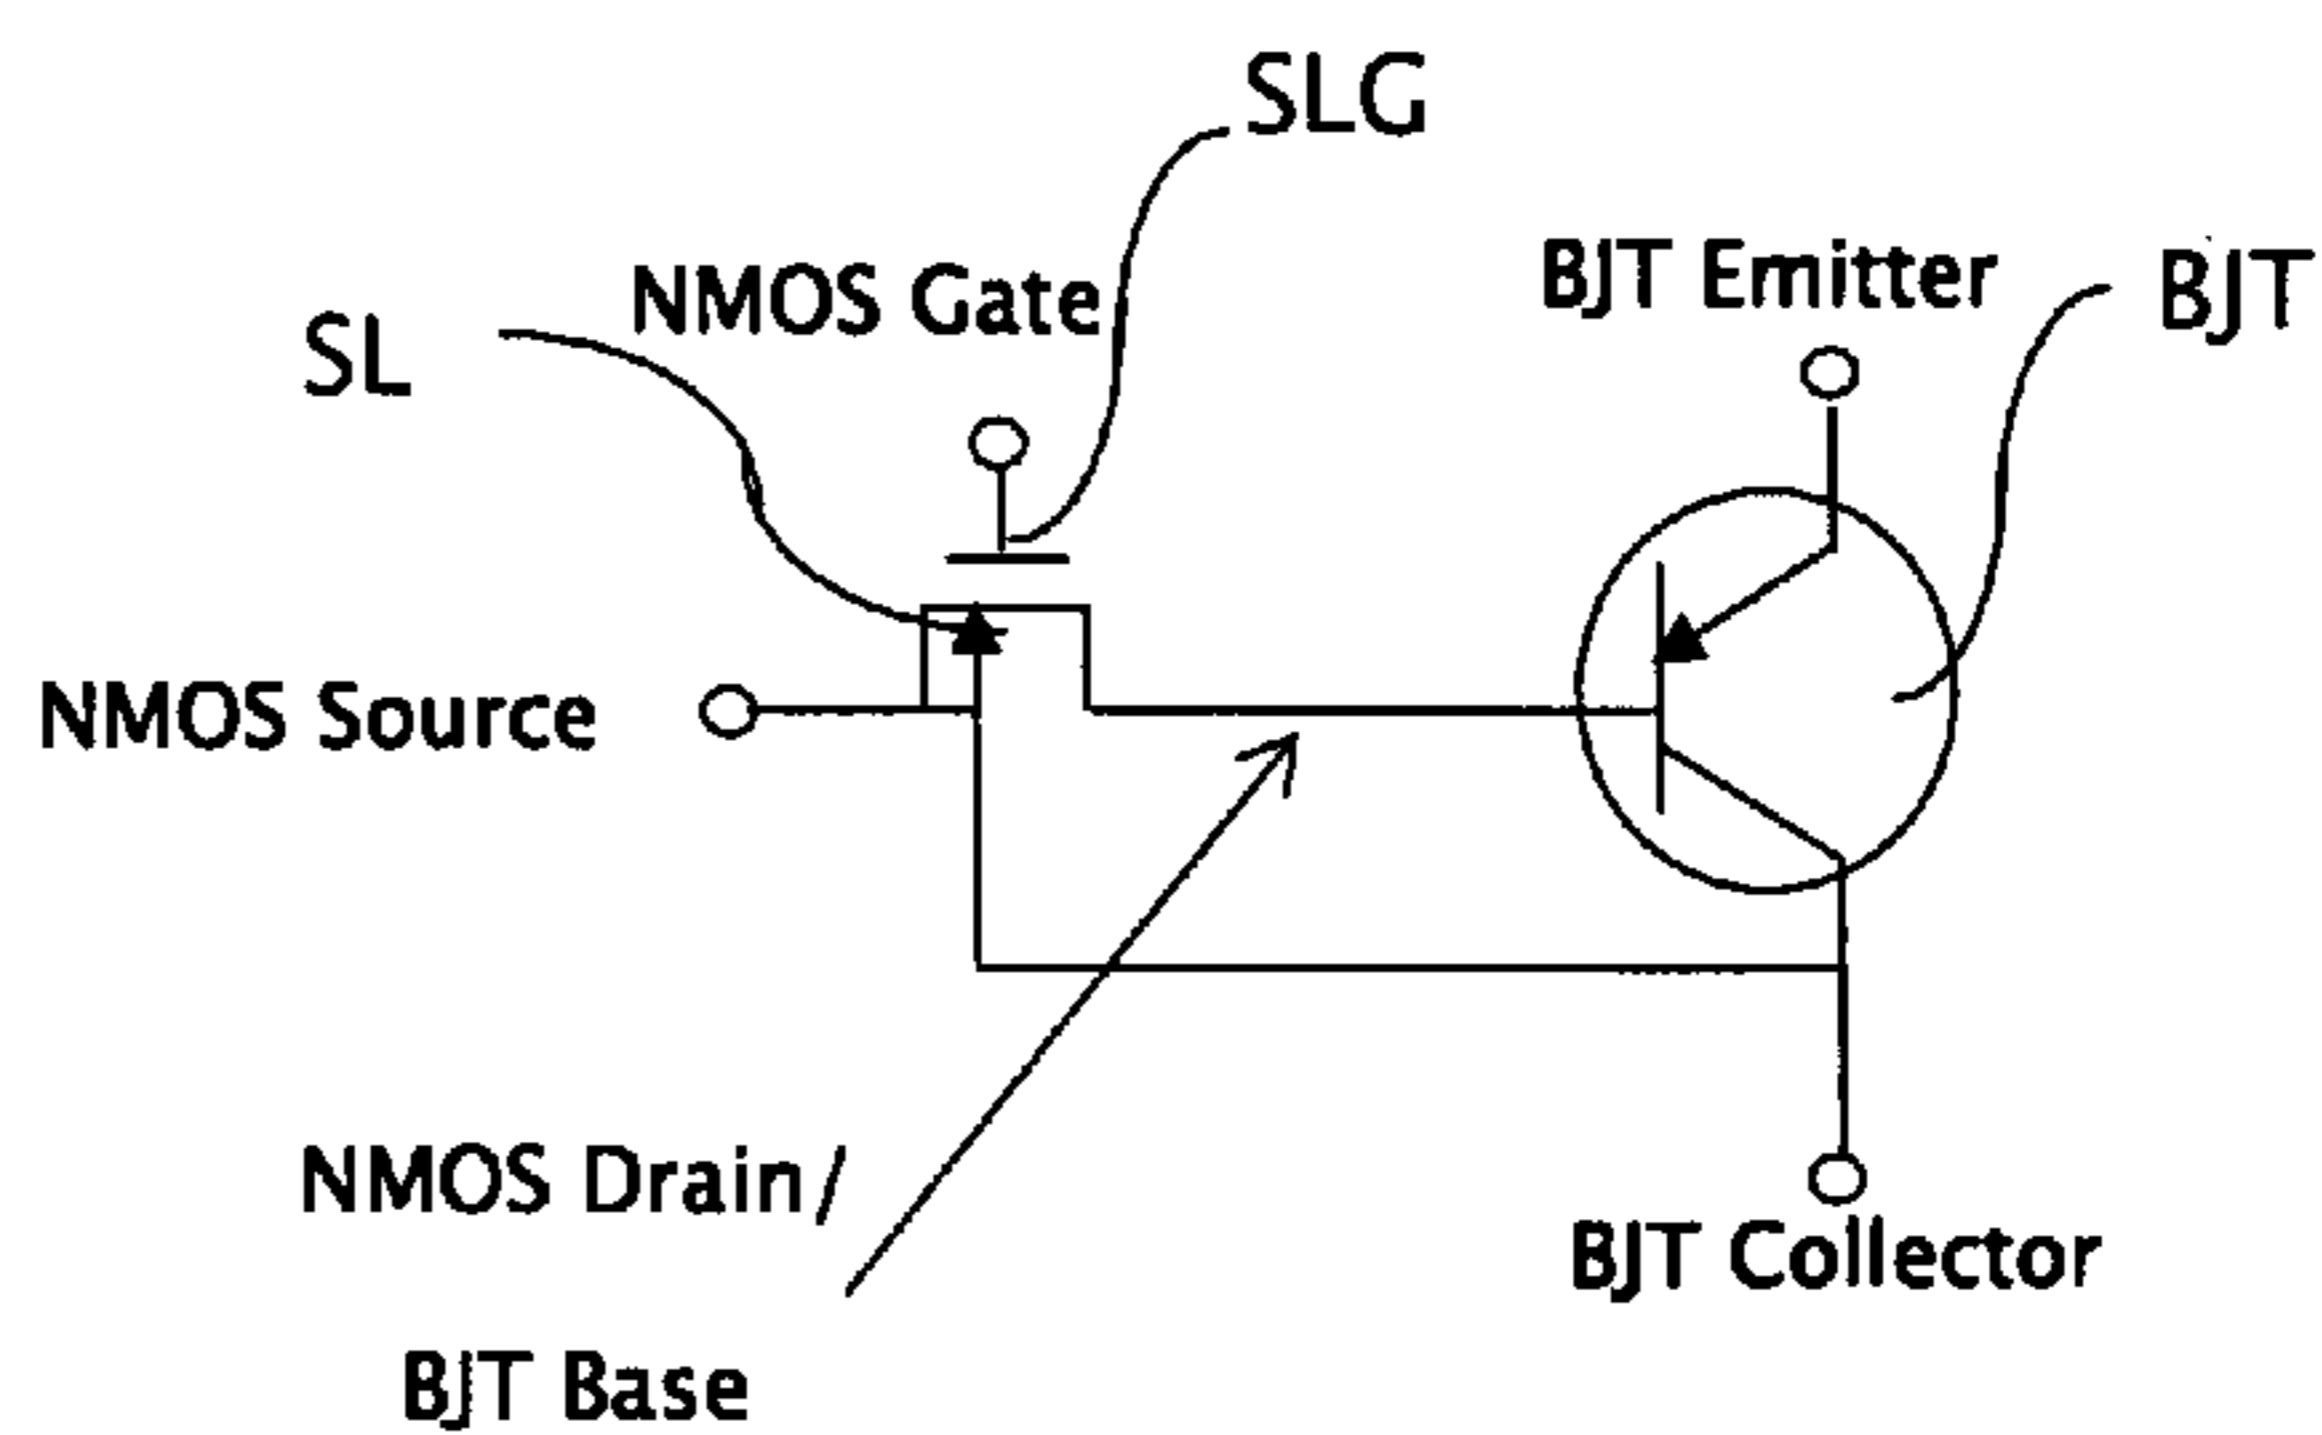 SLG
NMOS Gate
BJT Emitter
BJT
SL
NMOS Source
NMOS Drain/
BJT Base
BJT Collector